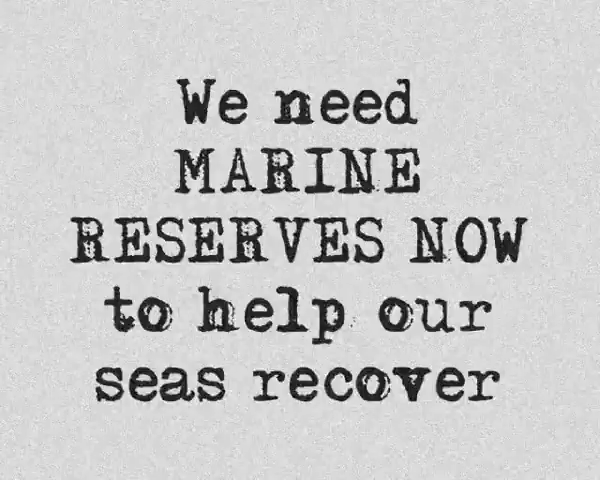 We need
MARINE
RESERVES NOW
to help our
seas recover